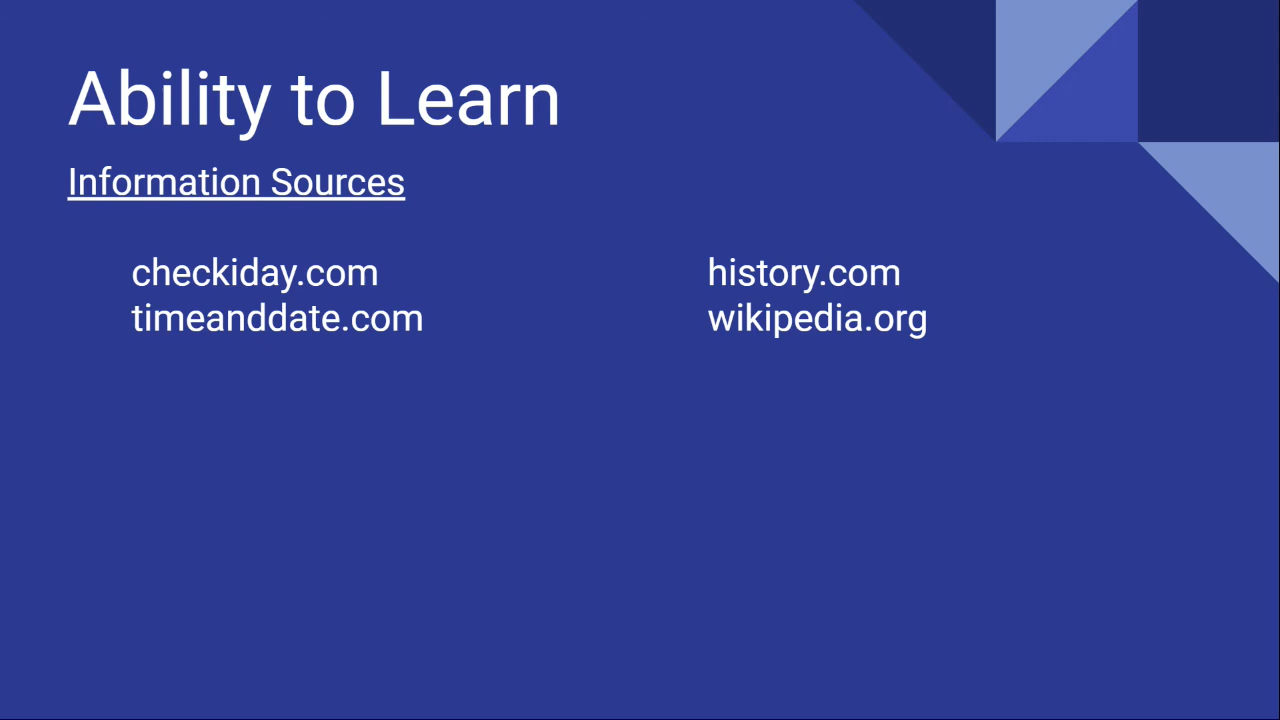 Ability to Learn
Information Sources
checkiday.com
timeanddate.com
history.com
wikipedia.org